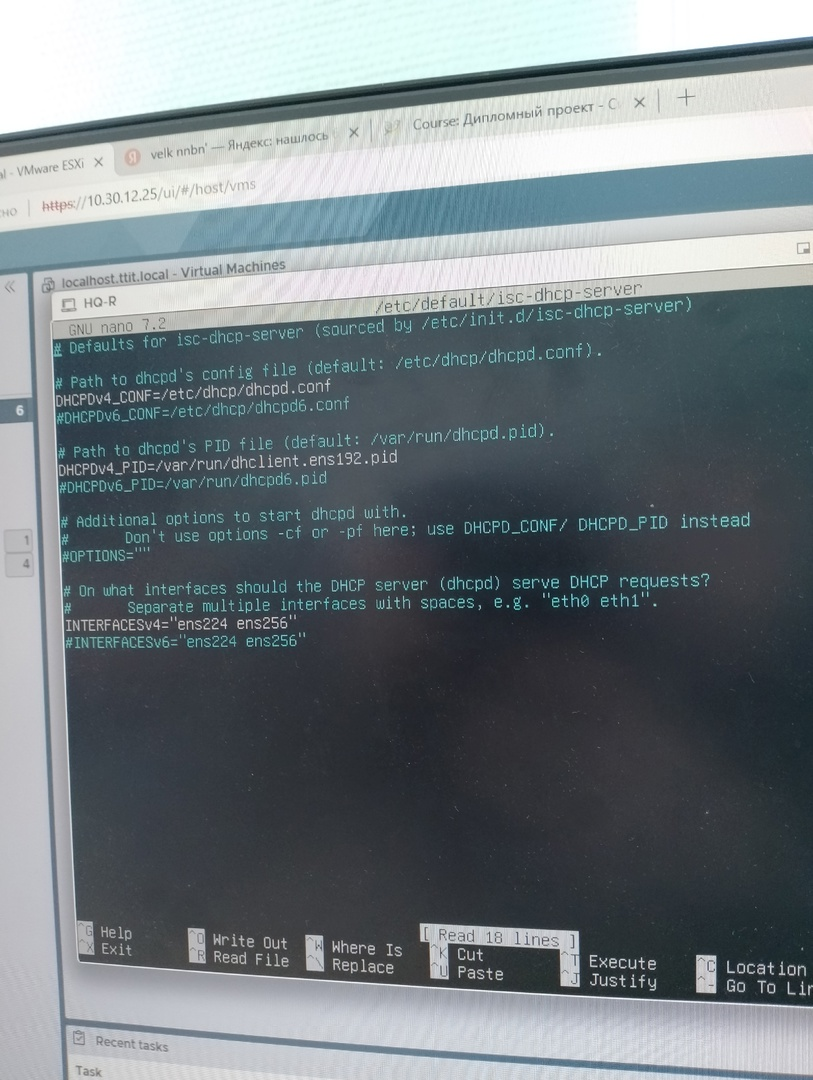 al - VMware ESXi
velk nnbn' — Яндекс: нашлось
Course: Дипломный проект - C
но
https://10.30.12.25/ui/#/host/vms
localhost.ttit.local - Virtual Machines
HQ-R
GNU nano 7.2
/etc/default/isc-dhcp-server
# Defaults for isc-dhcp-server (sourced by /etc/init.d/isc-dhcp-server)
# Path to dhcpd's config file (default: /etc/dhcp/dhcpd.conf).
DHCPDv4_CONF=/etc/dhcp/dhcpd.conf
#DHCPDv6_CONF=/etc/dhcp/dhcpd6.conf
# Path to dhcpd's PID file (default: /var/run/dhcpd.pid).
DHCPDv4_PID=/var/run/dhclient.ens192.pid
#DHCPDv6_PID=/var/run/dhcpd6.pid
# Additional options to start dhcpd with.
# Don't use options -cf or -pf here; use DHCPD_CONF/ DHCPD_PID instead
#OPTIONS=""
# On what interfaces should the DHCP server (dhcpd) serve DHCP requests?
# Separate multiple interfaces with spaces, e.g. "eth0 eth1".
INTERFACESv4="ens224 ens256"
#INTERFACESv6="ens224 ens256"
6
1
4
[ Read 18 lines ]
^G Help ^O Write Out ^W Where Is ^K Cut ^T Execute ^C Location
^X Exit ^R Read File ^\ Replace ^U Paste ^J Justify ^- Go To Lin
Recent tasks
Task